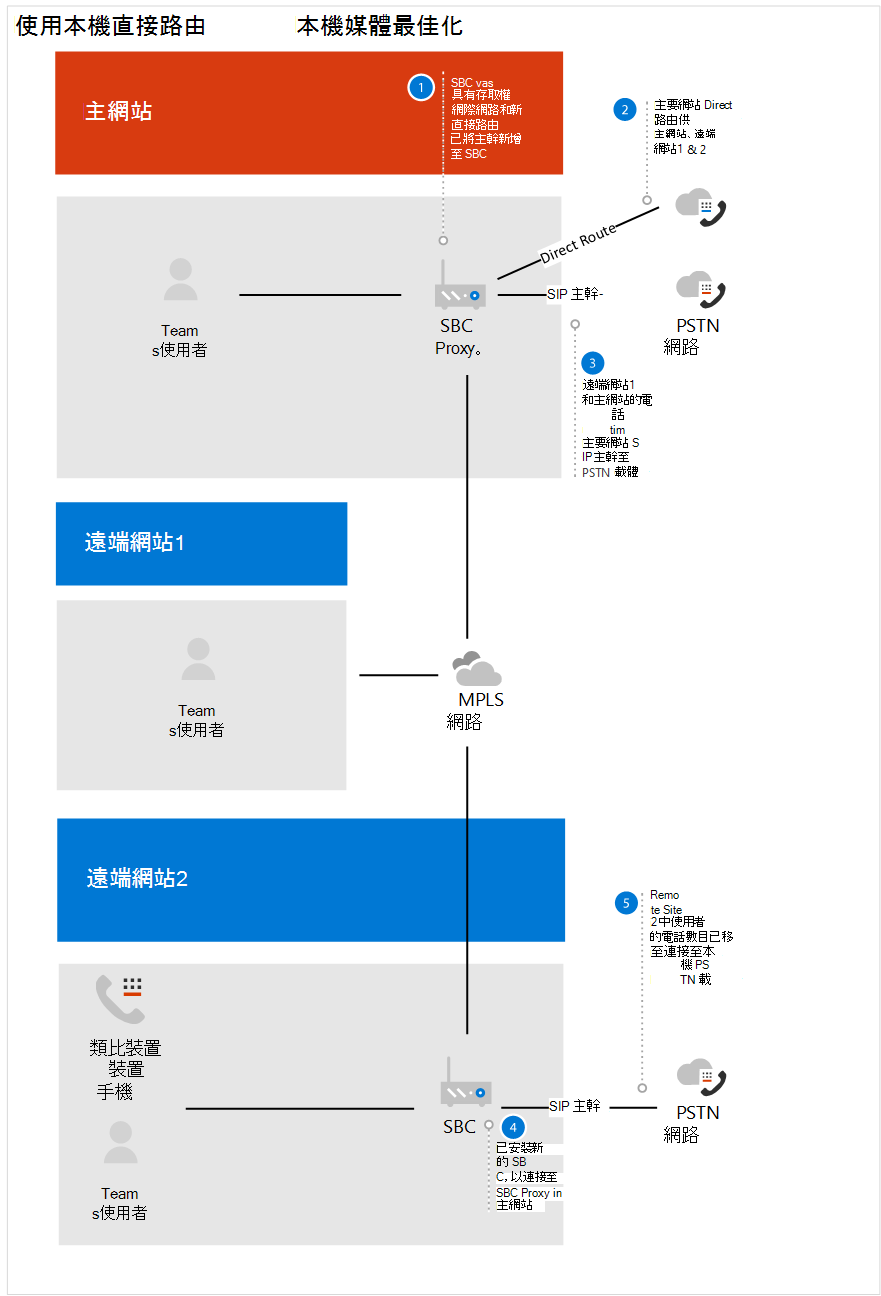 使用本機直接路由 本機媒體最佳化
主網站
1
SBC vas
具有存取權
網際網路和新
直接路由
已將主幹新增
至 SBC
2
主要網站 Direct
路由供
主網站、遠端
網站1 & 2
Direct Route
SIP 主幹-
Team
s使用者
SBC
Proxy。
PSTN
網路
3
遠端網站1
和主網站的電
話
tim
主要網站 S
IP主幹至
PSTN 載體
遠端網站1
Team
s使用者
MPLS
網路
遠端網站2
5
Remo
te Site
2中使用者
的電話數目已移
至連接至本
機 PS
TN 載
類比裝置
裝置
手機
Team
s使用者
SBC
SIP 主幹
PSTN
網路
4
已安裝新
的 SB
C，以連接至
SBC Proxy in
主網站